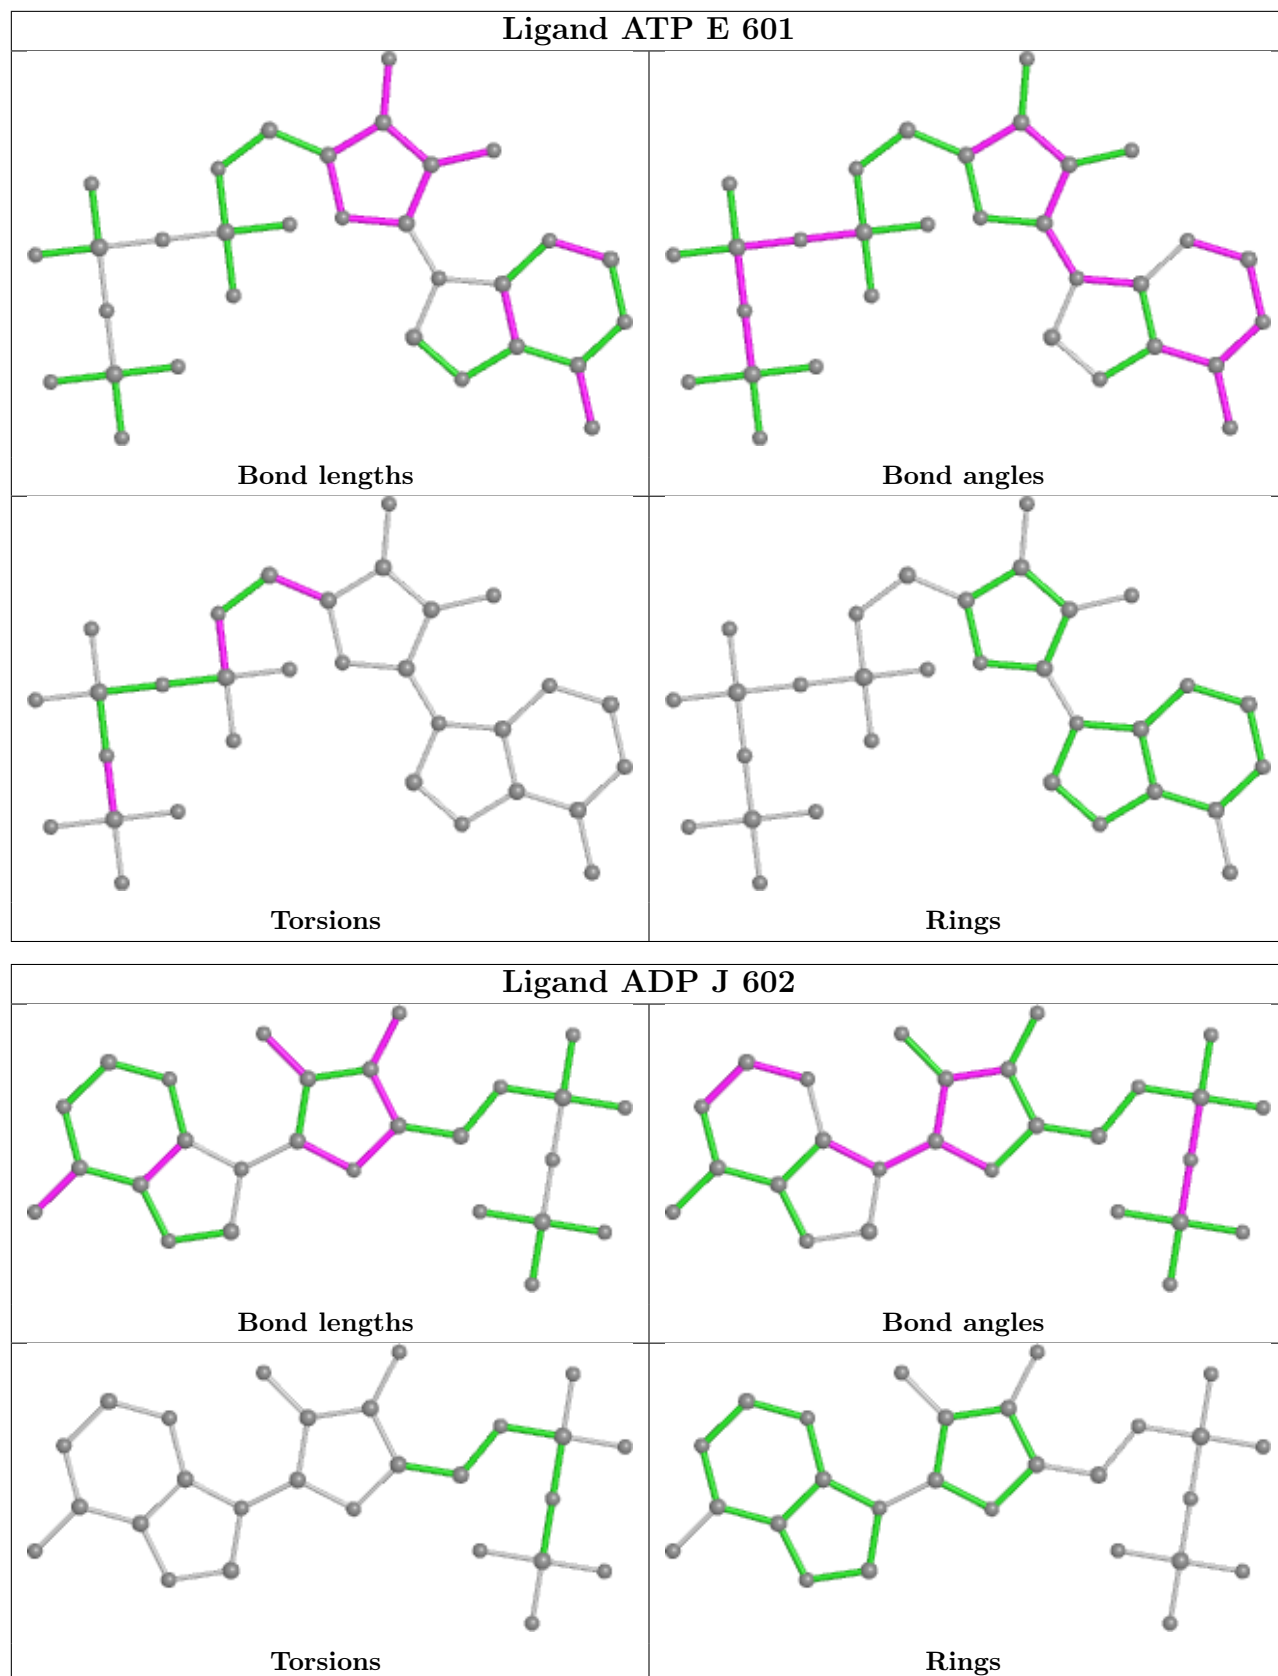 Ligand ATP E 601
Bond lengths
Bond angles
Torsions
Rings
Ligand ADP J 602
Bond lengths
Bond angles
Torsions
Rings